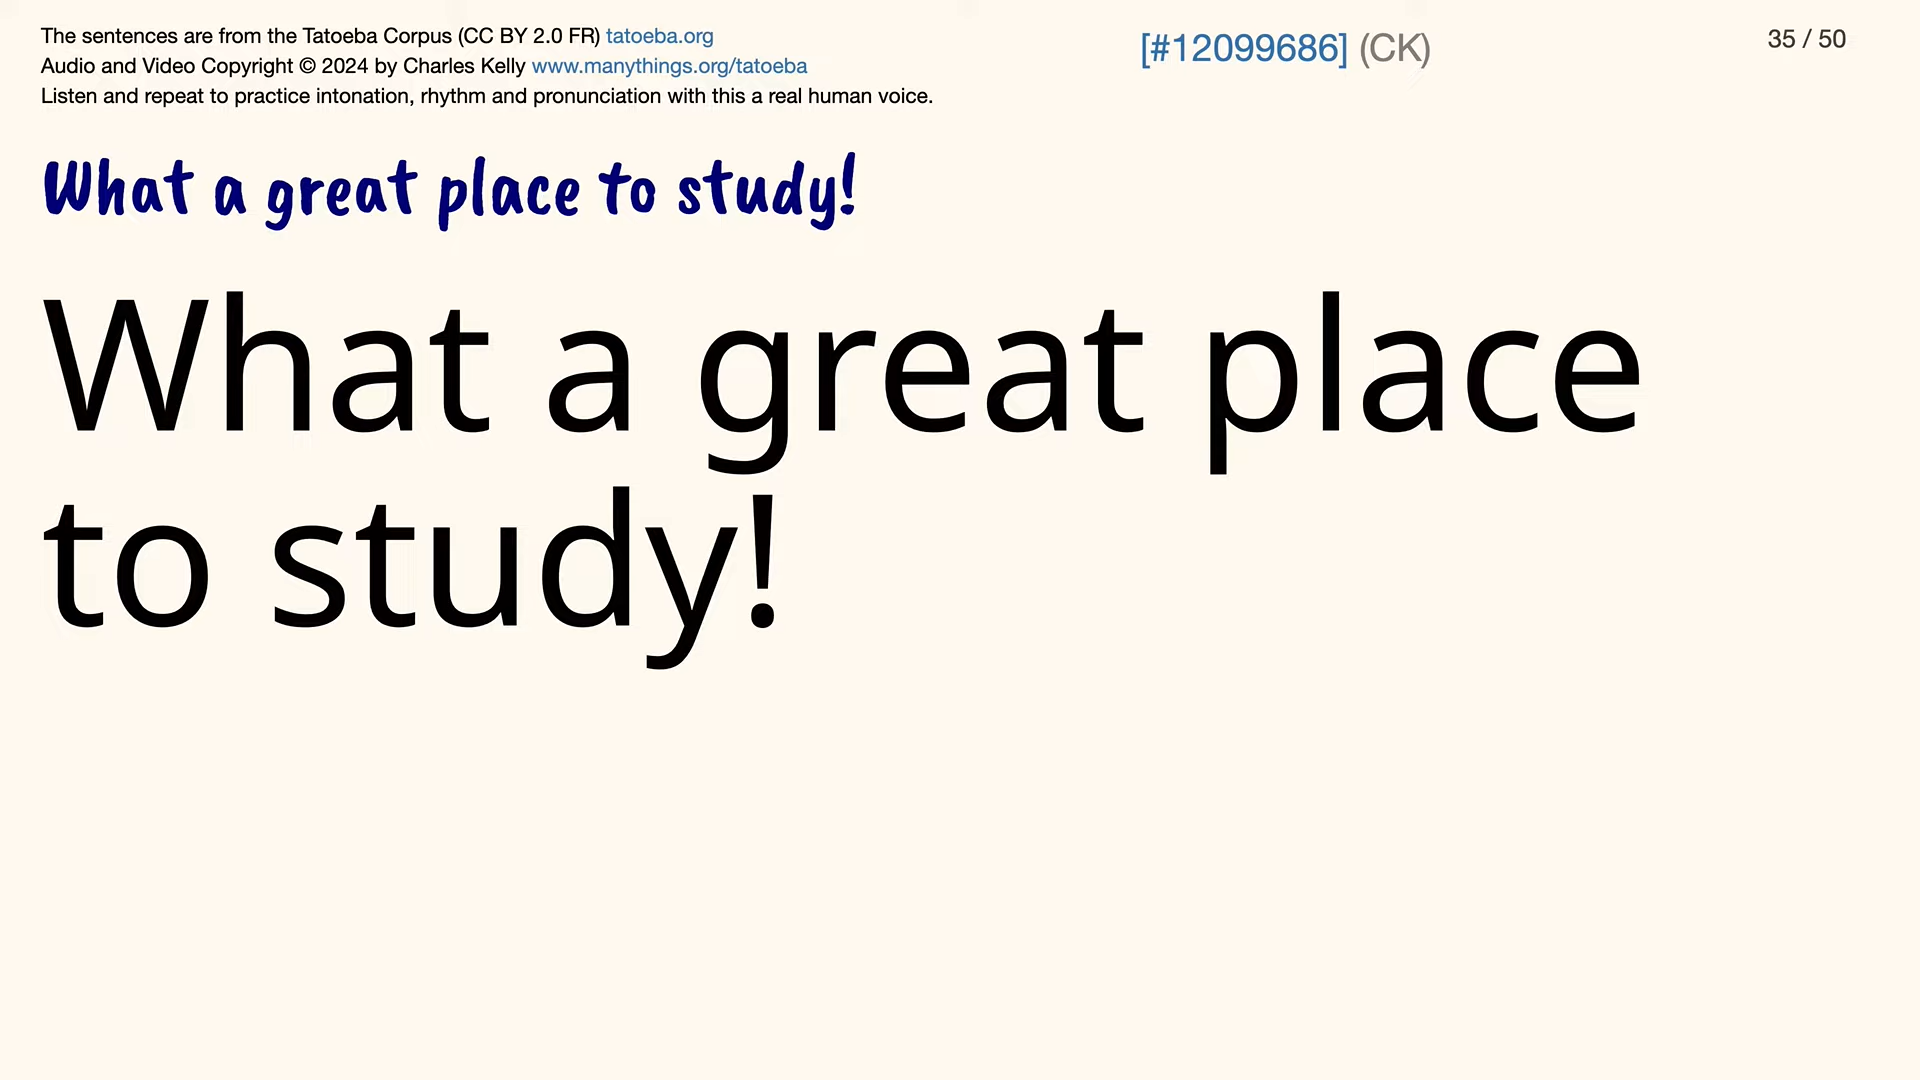 The sentences are from the Tatoeba Corpus (CC BY 2.0 FR) tatoeba.org
Audio and Video Copyright © 2024 by Charles Kelly www.manythings.org/tatoeba
Listen and repeat to practice intonation, rhythm and pronunciation with this a real human voice.
[#12099686] (CK)
35 / 50
What a great place to study!
What a great place
to study!